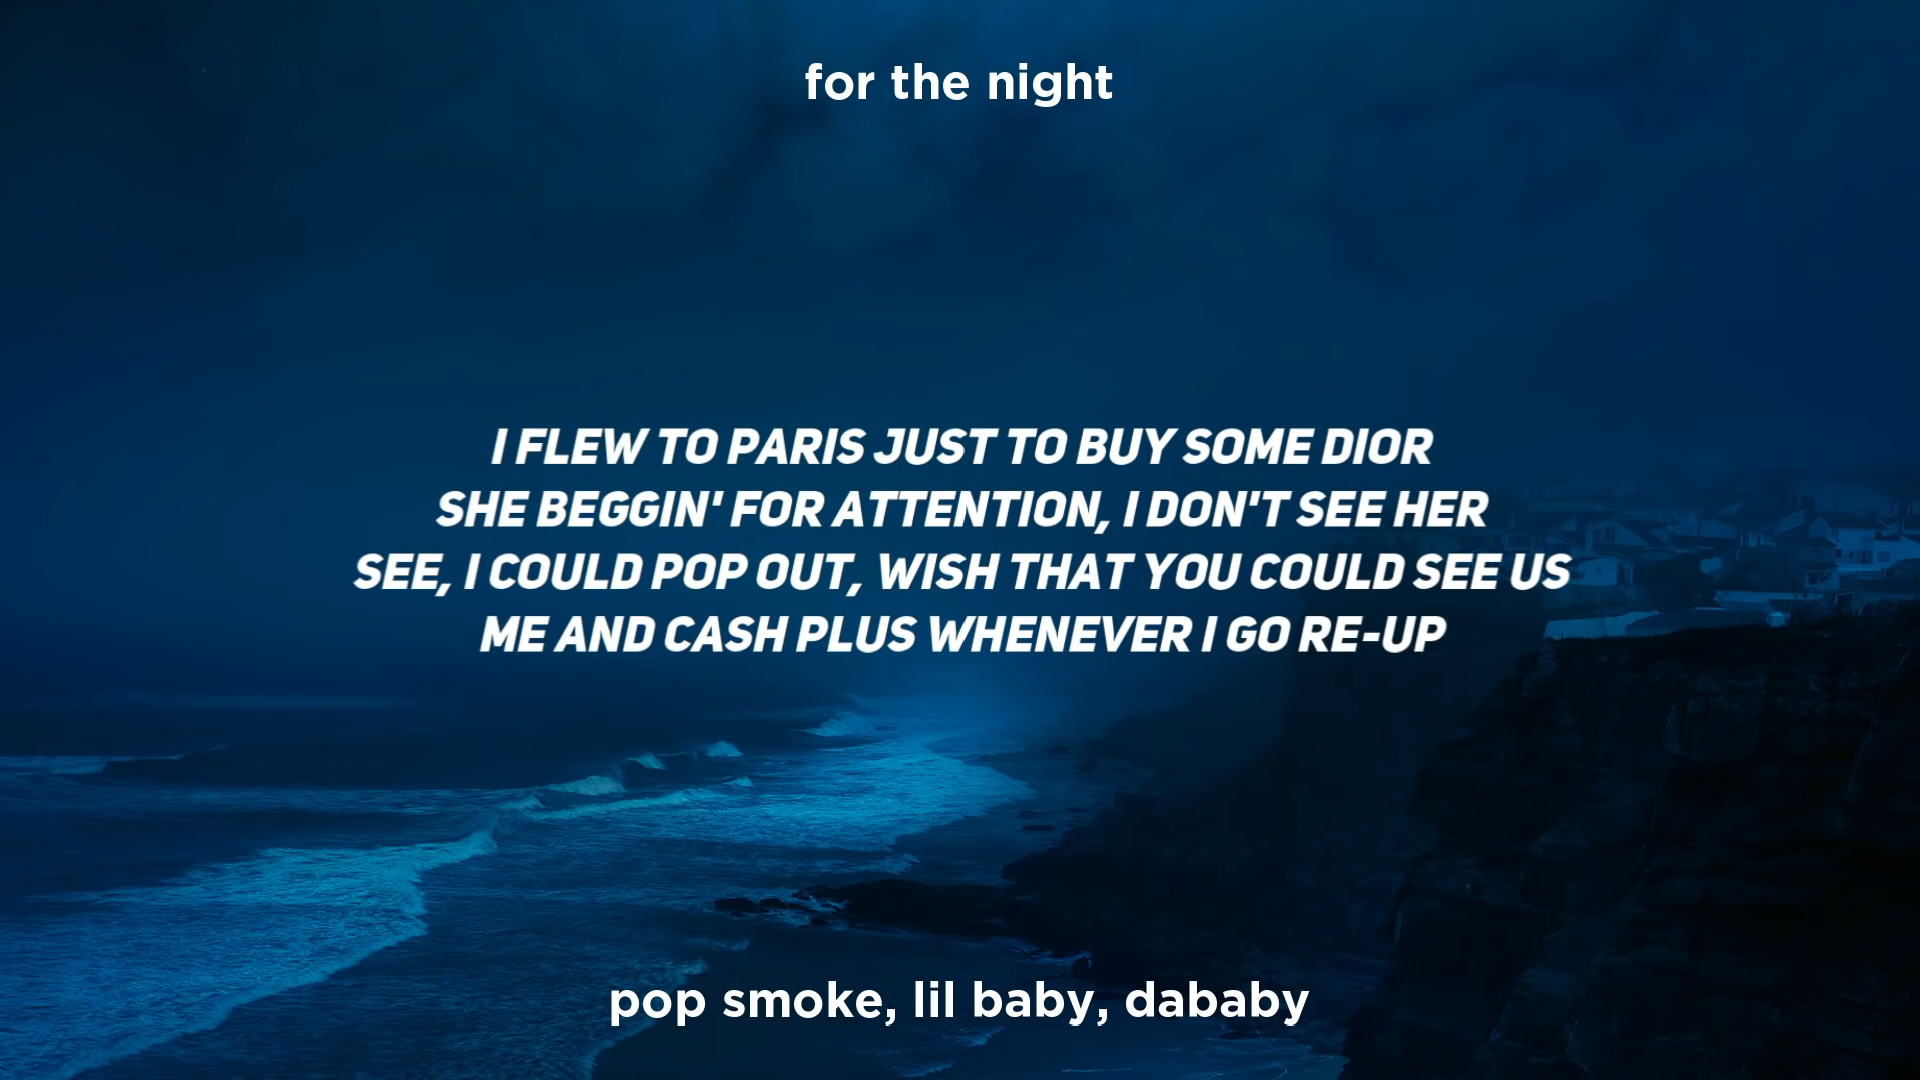 for the night
I FLEW TO PARIS JUST TO BUY SOME DIOR
SHE BEGGIN' FOR ATTENTION, I DON'T SEE HER
SEE, I COULD POP OUT, WISH THAT YOU COULD SEE US
ME AND CASH PLUS WHENEVER I GO RE-UP
pop smoke, lil baby, dababy